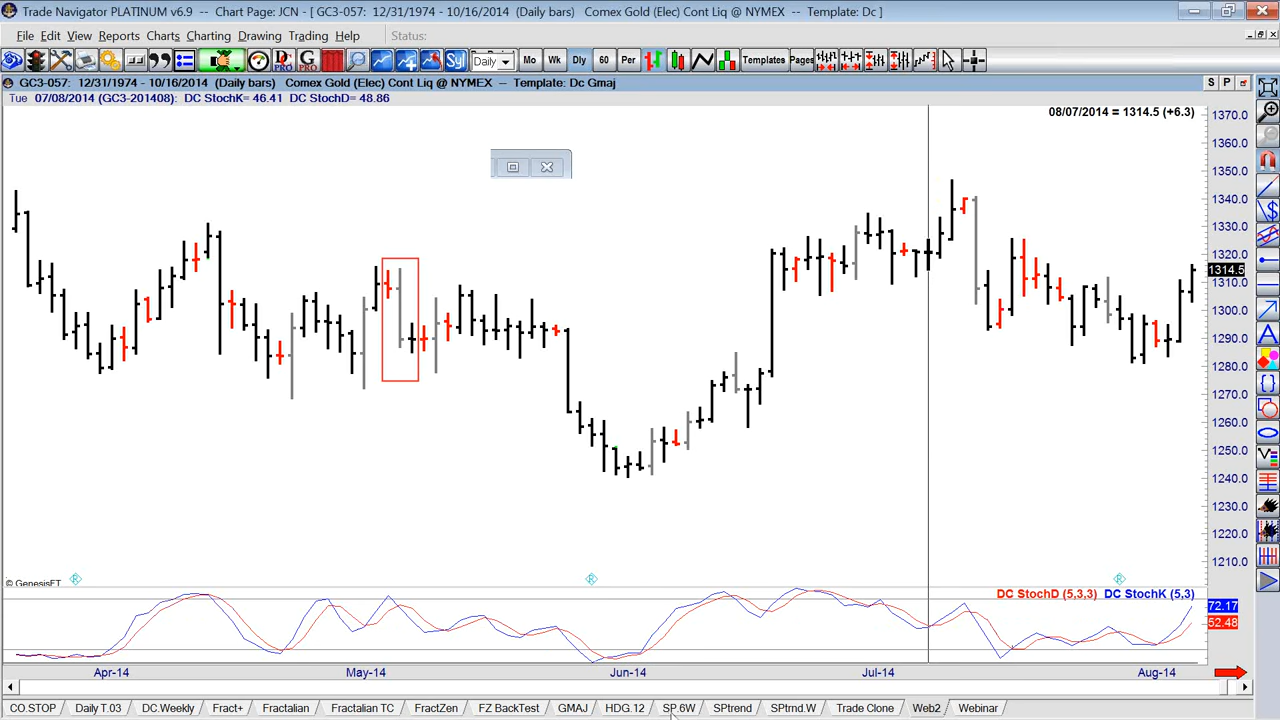 Trade Navigator PLATINUM v6.9 - Chart Page: JCN - [ GC3-057: 12/31/1974 - 10/16/2014 (Daily bars) Comex Gold (Elec) Cont Liq @ NYMEX - Template: Dc ]
File Edit View Reports Charts Charting Drawing Trading Help Status:
Daily Mo Wk Dly 60 Per Templates Pages
GC3-057: 12/31/1974 - 10/16/2014 (Daily bars) Comex Gold (Elec) Cont Liq @ NYMEX - Template: Dc Gmaj S P
Tue 07/08/2014 (GC3-201408): DC StochK = 46.41 DC StochD = 48.86
08/07/2014 = 1314.5 (+6.3)
1370.0
1360.0
1350.0
1340.0
1330.0
1320.0
1314.5
1310.0
1300.0
1290.0
1280.0
1270.0
1260.0
1250.0
1240.0
1230.0
1220.0
1210.0
© GenesisFT
DC StochD (5,3,3) DC StochK (5,3)
72.17
52.48
Apr-14 May-14 Jun-14 Jul-14 Aug-14
CO.STOP Daily T.03 DC.Weekly Fract+ Fractalian Fractalian TC FractZen FZ BackTest GMAJ HDG.12 SP.6W SPtrend SPtrnd.W Trade Clone Web2 Webinar